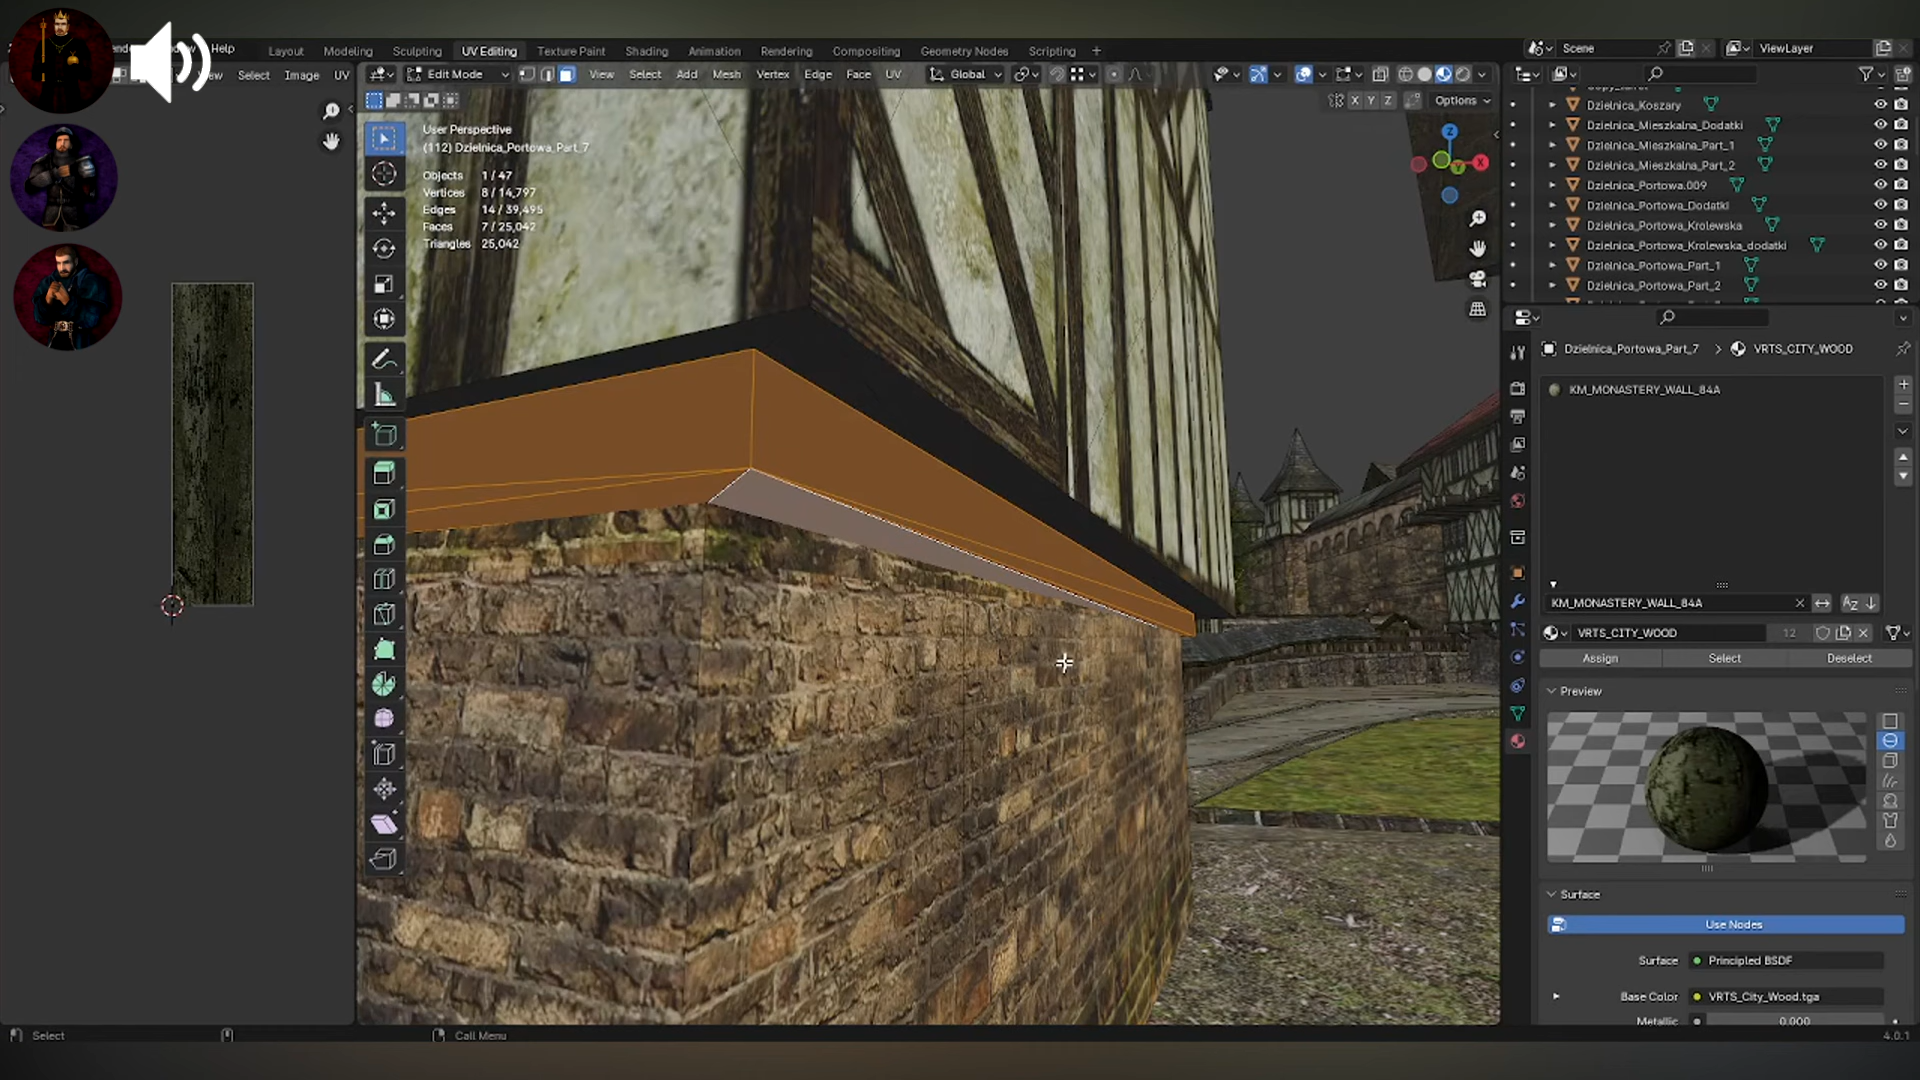 Help
Layout
Modeling
Sculpting
UV Editing
Texture Paint
Shading
Animation
Rendering
Compositing
Geometry Nodes
Scripting
+
Scene
ViewLayer
Select
Image
UV
Edit Mode
View
Select
Add
Mesh
Vertex
Edge
Face
UV
Global
X Y Z
Options
User Perspective
(112) Dzielnica_Portowa_Part_7
Objects 1 / 47
Vertices 8 / 14,797
Edges 14 / 39,495
Faces 7 / 25,042
Triangles 25,042
Z
X
Y
Dzielnica_Koszary
Dzielnica_Mieszkalna_Dodatki
Dzielnica_Mieszkalna_Part_1
Dzielnica_Mieszkalna_Part_2
Dzielnica_Portowa.009
Dzielnica_Portowa_Dodatki
Dzielnica_Portowa_Krolewska
Dzielnica_Portowa_Krolewska_dodatki
Dzielnica_Portowa_Part_1
Dzielnica_Portowa_Part_2
Dzielnica_Portowa_Part_7 > VRTS_CITY_WOOD
KM_MONASTERY_WALL_84A
KM_MONASTERY_WALL_84A
VRTS_CITY_WOOD 12
Assign
Select
Deselect
Preview
Surface
Use Nodes
Surface Principled BSDF
Base Color VRTS_City_Wood.tga
Metallic 0.000
Select
Call Menu
4.0.1